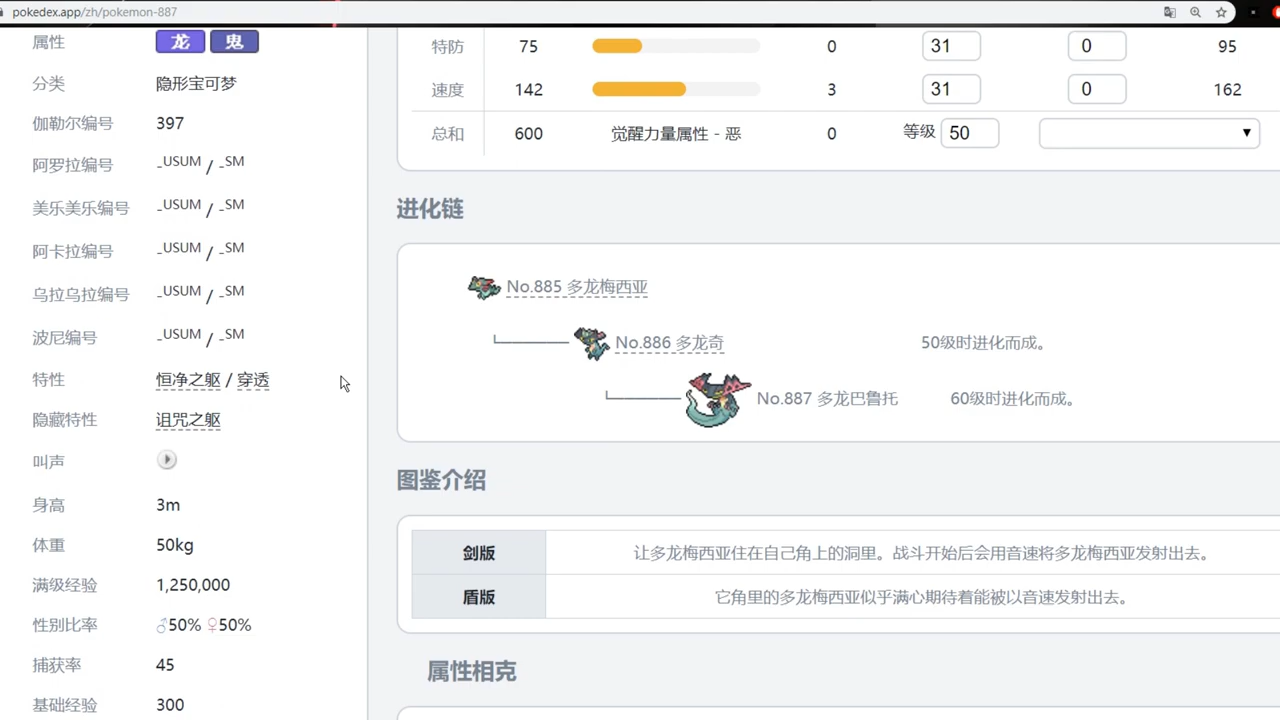 pokedex.app/zh/pokemon-887
属性 龙 鬼
分类 隐形宝可梦
伽勒尔编号 397
阿罗拉编号 -USUM / -SM
美乐美乐编号 -USUM / -SM
阿卡拉编号 -USUM / -SM
乌拉乌拉编号 -USUM / -SM
波尼编号 -USUM / -SM
特性 恒净之躯 / 穿透
隐藏特性 诅咒之躯
叫声
身高 3m
体重 50kg
满级经验 1,250,000
性别比率 ♂50% ♀50%
捕获率 45
基础经验 300
特防 75 0 31 0 95
速度 142 3 31 0 162
总和 600 觉醒力量属性 - 恶 0 等级 50
进化链
No.885 多龙梅西亚
No.886 多龙奇 50级时进化而成。
No.887 多龙巴鲁托 60级时进化而成。
图鉴介绍
剑版 让多龙梅西亚住在自己角上的洞里。战斗开始后会用音速将多龙梅西亚发射出去。
盾版 它角里的多龙梅西亚似乎满心期待着能被以音速发射出去。
属性相克